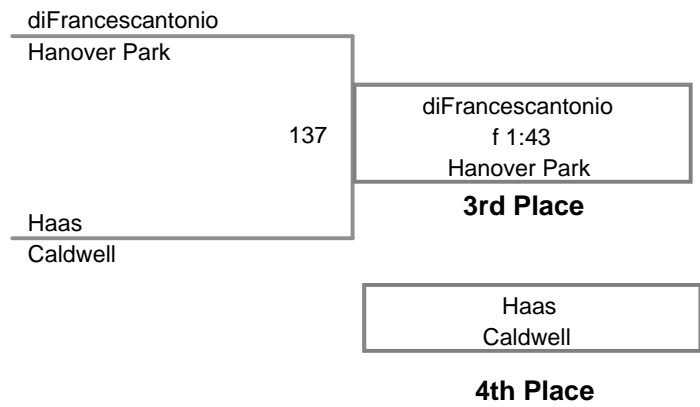 diFrancescantonio
Hanover Park
137
diFrancescantonio
f 1:43
Hanover Park
3rd Place
Haas
Caldwell
Haas
Caldwell
4th Place